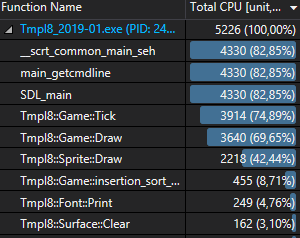 Function Name Total CPU [unit,...
Tmpl8_2019-01.exe (PID: 24... 5226 (100,00%)
__scrt_common_main_seh 4330 (82,85%)
main_getcmdline 4330 (82,85%)
SDL_main 4330 (82,85%)
Tmpl8::Game::Tick 3914 (74,89%)
Tmpl8::Game::Draw 3640 (69,65%)
Tmpl8::Sprite::Draw 2218 (42,44%)
Tmpl8::Game::insertion_sort_... 455 (8,71%)
Tmpl8::Font::Print 249 (4,76%)
Tmpl8::Surface::Clear 162 (3,10%)